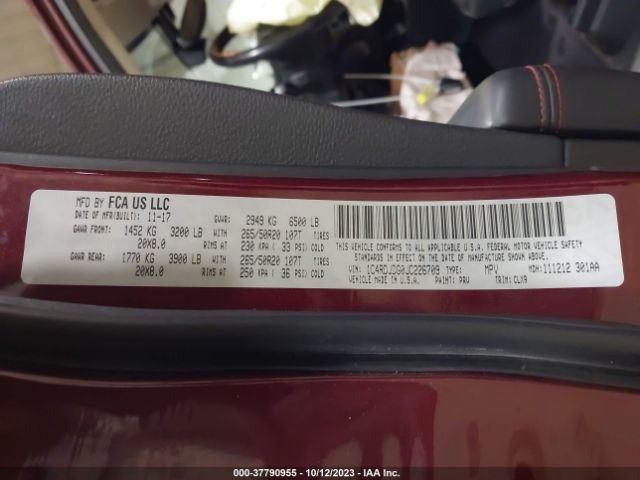 MFD BY FCA US LLC
DATE OF MFR(BUILT): 11-17 GVWR: 2949 KG 6500 LB
GAWR FRONT: 1452 KG 3200 LB WITH 265/50R20 107T TIRES
20X8.0 RIMS AT 230 KPA ( 33 PSI) COLD
GAWR REAR: 1770 KG 3900 LB WITH 265/50R20 107T TIRES
20X8.0 RIMS AT 250 KPA ( 36 PSI) COLD
THIS VEHICLE CONFORMS TO ALL APPLICABLE U.S.A. FEDERAL MOTOR VEHICLE SAFETY
STANDARDS IN EFFECT ON THE DATE OF MANUFACTURE SHOWN ABOVE.
VIN: 1C4RDJDG0JC226709 TYPE: MPV MDH: 111212 301AA
VEHICLE MADE IN U.S.A. PAINT: PRV TRIM: CLX9
000-37790955 - 10/12/2023 - IAA Inc.